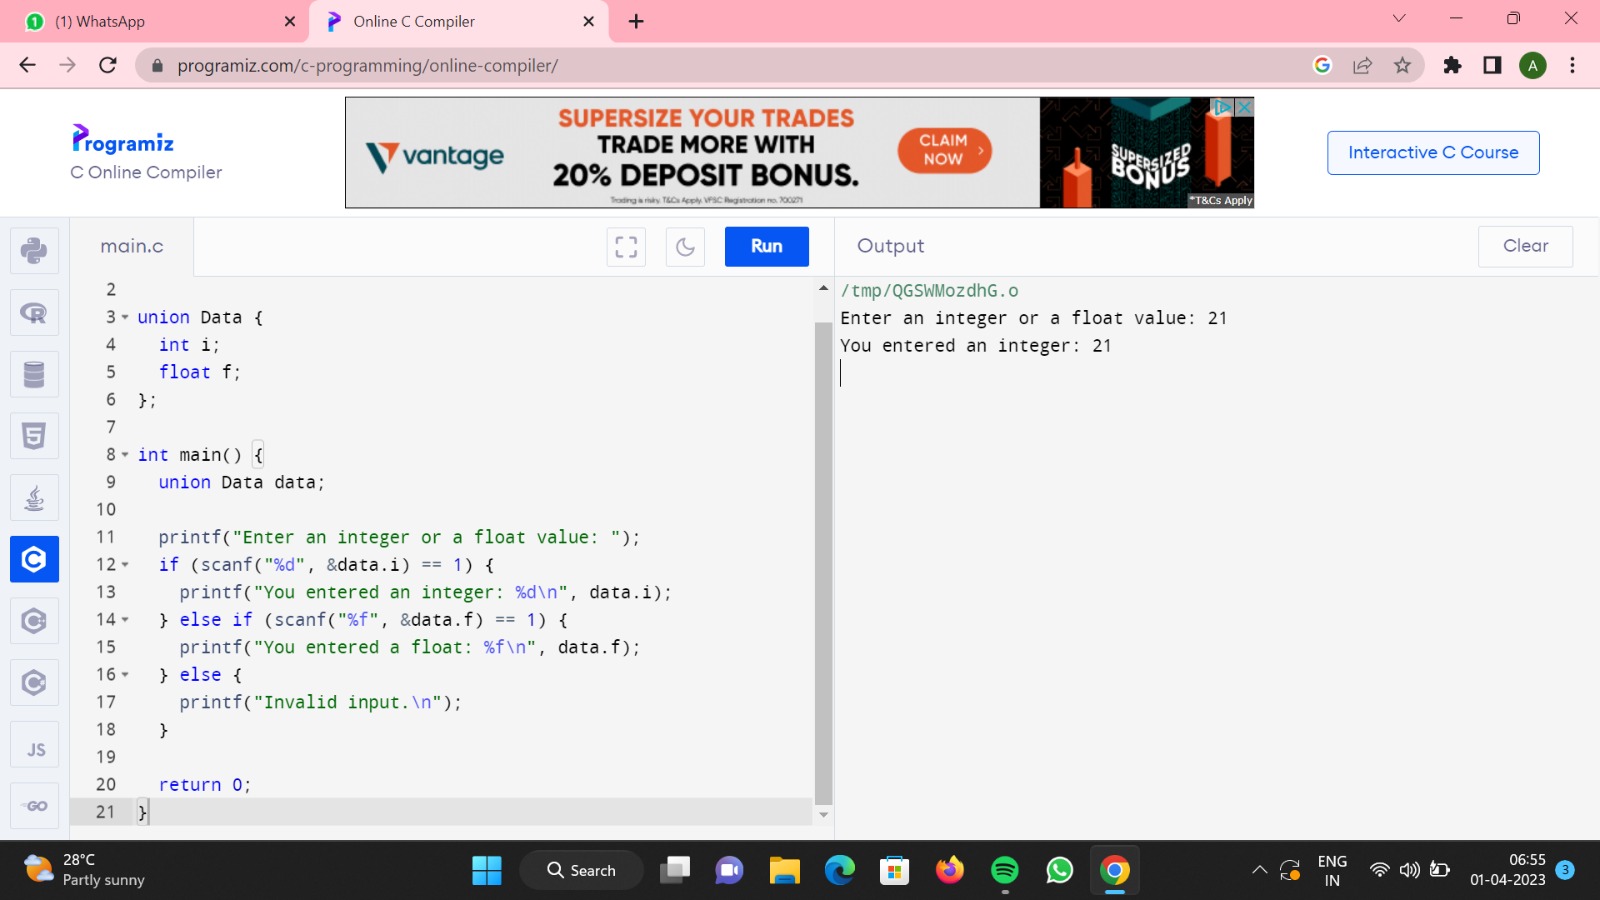 (1) WhatsApp
Online C Compiler
programiz.com/c-programming/online-compiler/
A
Programiz
C Online Compiler
vantage
SUPERSIZE YOUR TRADES
TRADE MORE WITH
20% DEPOSIT BONUS.
Trading is risky. T&Cs Apply. VFSC Registration no. 700271
CLAIM
NOW
SUPERSIZED
BONUS
*T&Cs Apply
Interactive C Course
main.c
Run
Output
Clear
2
3 union Data {
4 int i;
5 float f;
6 };
7
8 int main() {
9 union Data data;
10
11 printf("Enter an integer or a float value: ");
12 if (scanf("%d", &data.i) == 1) {
13 printf("You entered an integer: %d\n", data.i);
14 } else if (scanf("%f", &data.f) == 1) {
15 printf("You entered a float: %f\n", data.f);
16 } else {
17 printf("Invalid input.\n");
18 }
19
20 return 0;
21 }
/tmp/QGSWMozdhG.o
Enter an integer or a float value: 21
You entered an integer: 21
JS
GO
28°C
Partly sunny
Search
ENG
IN
06:55
01-04-2023
3